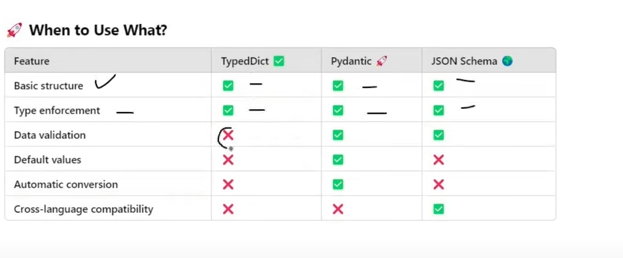 🚀 When to Use What?
Feature TypedDict ✅ Pydantic 🚀 JSON Schema 🌎
Basic structure ✅ ✅ ✅
Type enforcement ✅ ✅ ✅
Data validation ❌ ✅ ✅
Default values ❌ ✅ ❌
Automatic conversion ❌ ✅ ❌
Cross-language compatibility ❌ ❌ ✅